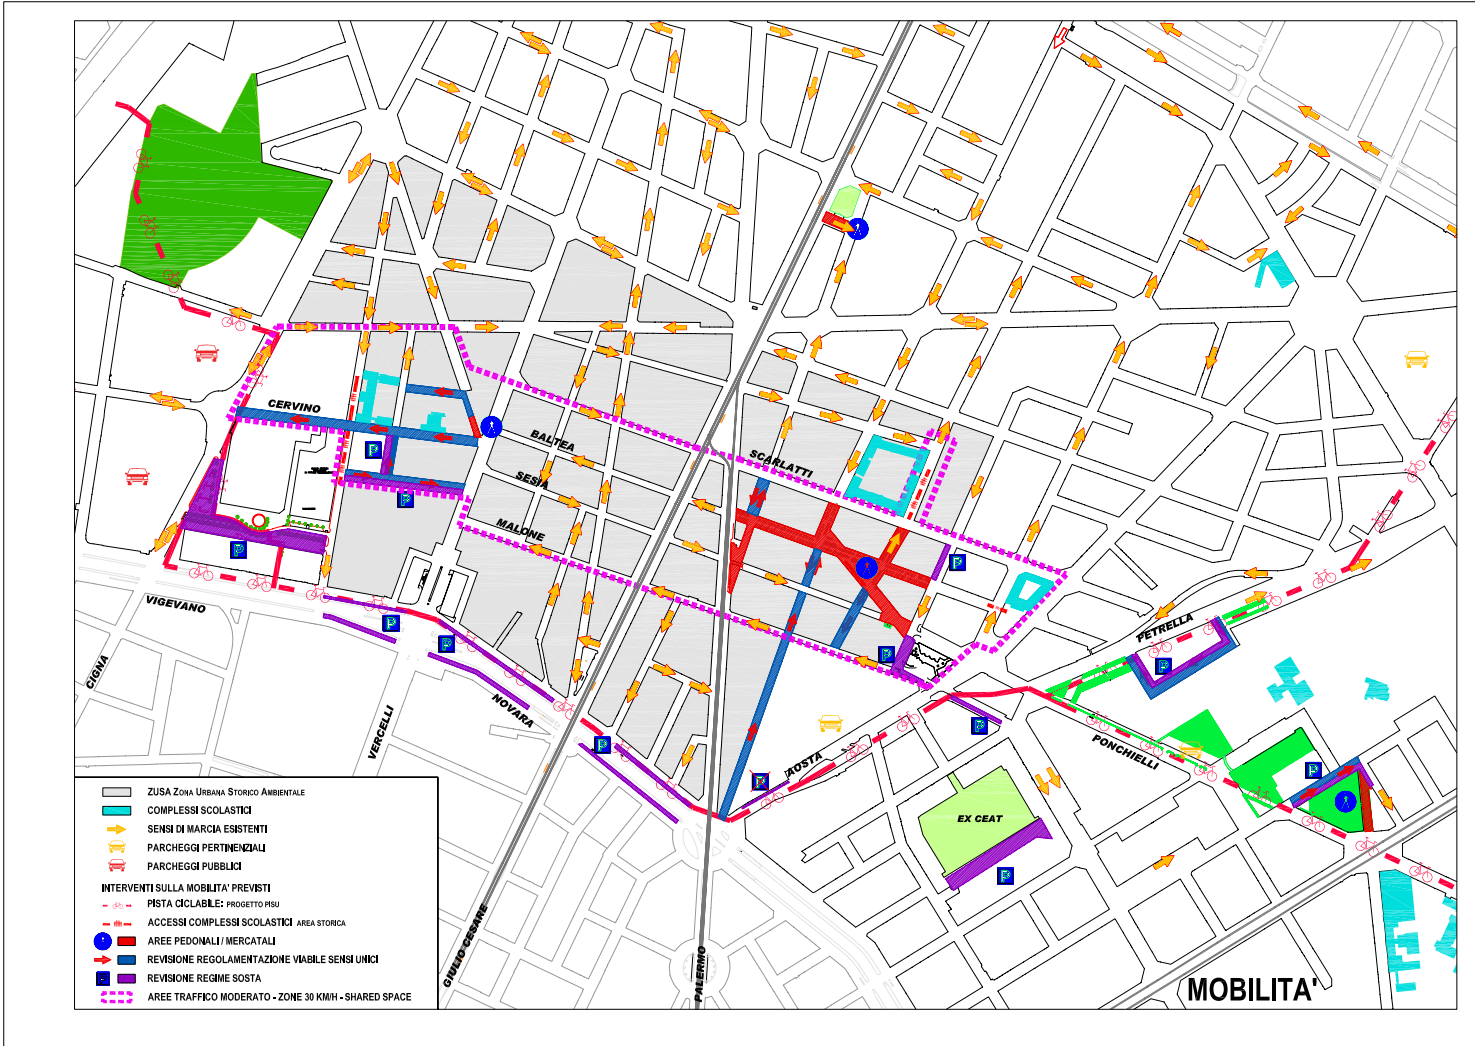 CERVINO
BALTEA
SESIA
MALONE
SCARLATTI
VIGEVANO
CIGNA
VERCELLI
NOVARA
GIULIO CESARE
PALERMO
AOSTA
PETRELLA
PONCHIELLI
EX CEAT
ZUSA ZONA URBANA STORICO AMBIENTALE
COMPLESSI SCOLASTICI
SENSI DI MARCIA ESISTENTI
PARCHEGGI PERTINENZIALI
PARCHEGGI PUBBLICI
INTERVENTI SULLA MOBILITA' PREVISTI
PISTA CICLABILE: PROGETTO PISU
ACCESSI COMPLESSI SCOLASTICI AREA STORICA
AREE PEDONALI / MERCATALI
REVISIONE REGOLAMENTAZIONE VIABILE SENSI UNICI
REVISIONE REGIME SOSTA
AREE TRAFFICO MODERATO - ZONE 30 KM/H - SHARED SPACE
MOBILITA'